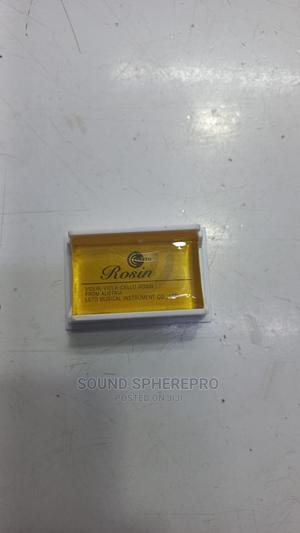 Rosin
VIOLIN·VIOLA·CELLO ROSIN
FROM AUSTRIA
LETO MUSICAL INSTRUMENT CO.
SOUND SPHEREPRO
POSTED ON JIJI